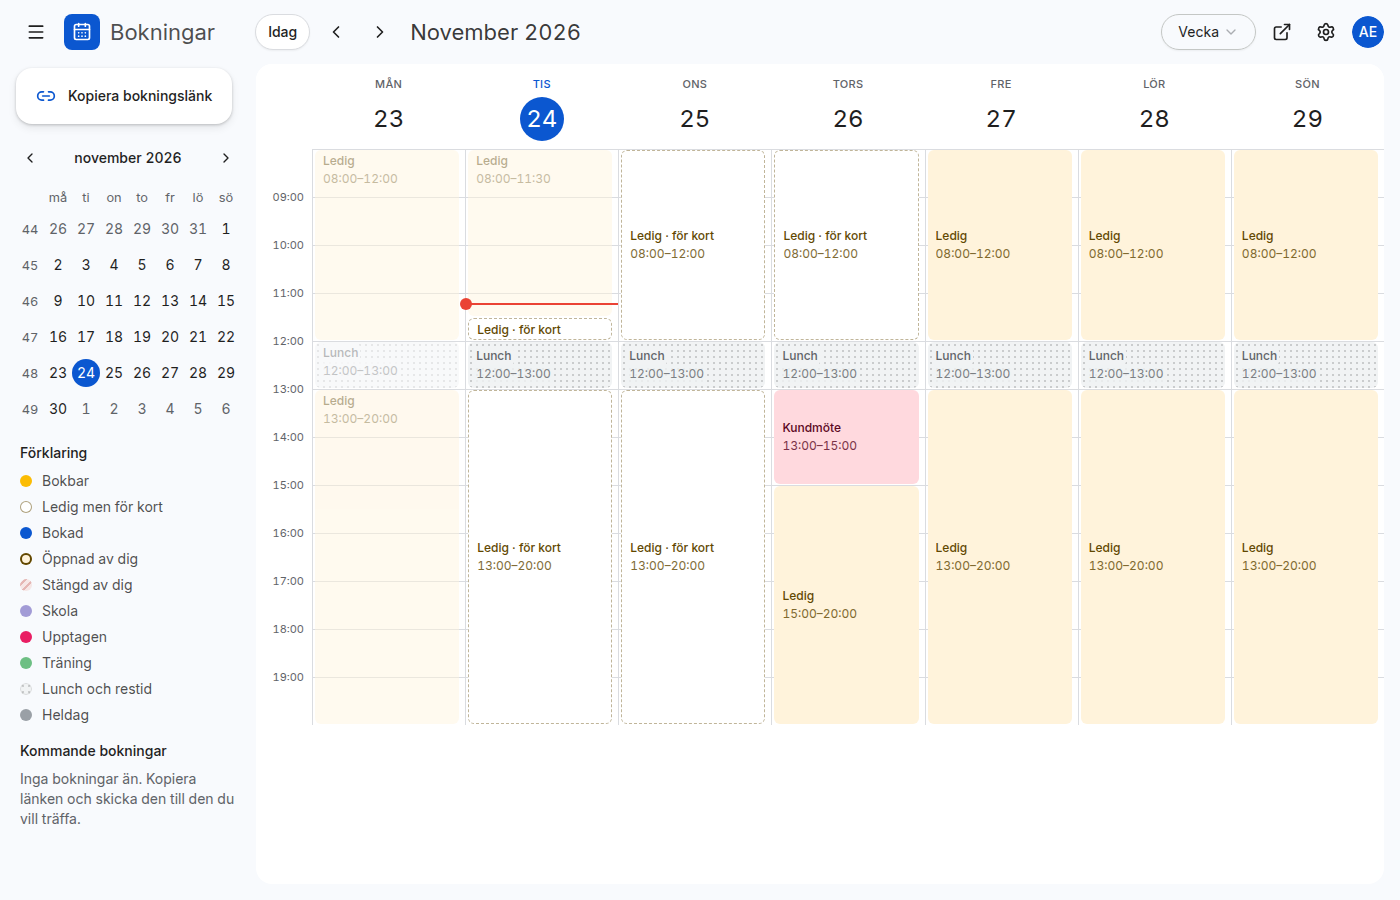 Bokningar
Idag
November 2026
Vecka
AE
Kopiera bokningslänk
november 2026
må ti on to fr lö sö
44 26 27 28 29 30 31 1
45 2 3 4 5 6 7 8
46 9 10 11 12 13 14 15
47 16 17 18 19 20 21 22
48 23 24 25 26 27 28 29
49 30 1 2 3 4 5 6
Förklaring
Bokbar
Ledig men för kort
Bokad
Öppnad av dig
Stängd av dig
Skola
Upptagen
Träning
Lunch och restid
Heldag
Kommande bokningar
Inga bokningar än. Kopiera
länken och skicka den till den du
vill träffa.
MÅN TIS ONS TORS FRE LÖR SÖN
23 24 25 26 27 28 29
09:00
10:00
11:00
12:00
13:00
14:00
15:00
16:00
17:00
18:00
19:00
Ledig
08:00–12:00
Lunch
12:00–13:00
Ledig
13:00–20:00
Ledig
08:00–11:30
Ledig · för kort
Lunch
12:00–13:00
Ledig · för kort
13:00–20:00
Ledig · för kort
08:00–12:00
Lunch
12:00–13:00
Ledig · för kort
13:00–20:00
Ledig · för kort
08:00–12:00
Lunch
12:00–13:00
Kundmöte
13:00–15:00
Ledig
15:00–20:00
Ledig
08:00–12:00
Lunch
12:00–13:00
Ledig
13:00–20:00
Ledig
08:00–12:00
Lunch
12:00–13:00
Ledig
13:00–20:00
Ledig
08:00–12:00
Lunch
12:00–13:00
Ledig
13:00–20:00